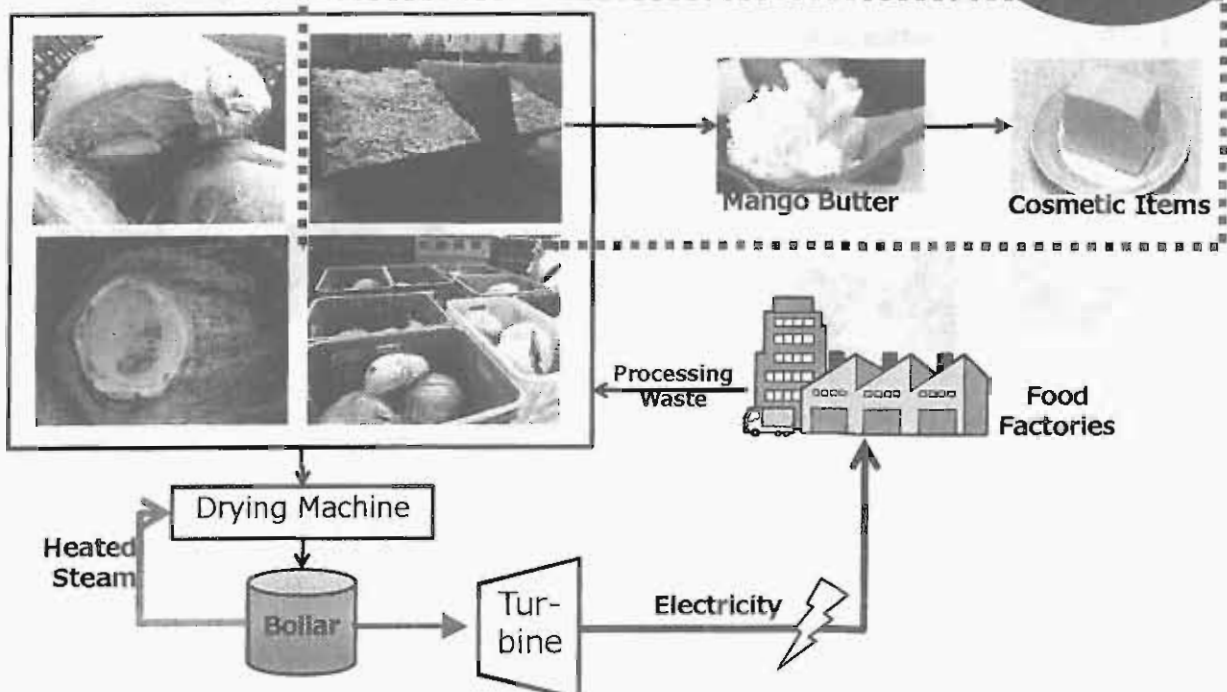 Mango Butter
Cosmetic Items
Processing
Waste
Food
Factories
Drying Machine
Heated
Steam
Boilar
Tur-
bine
Electricity